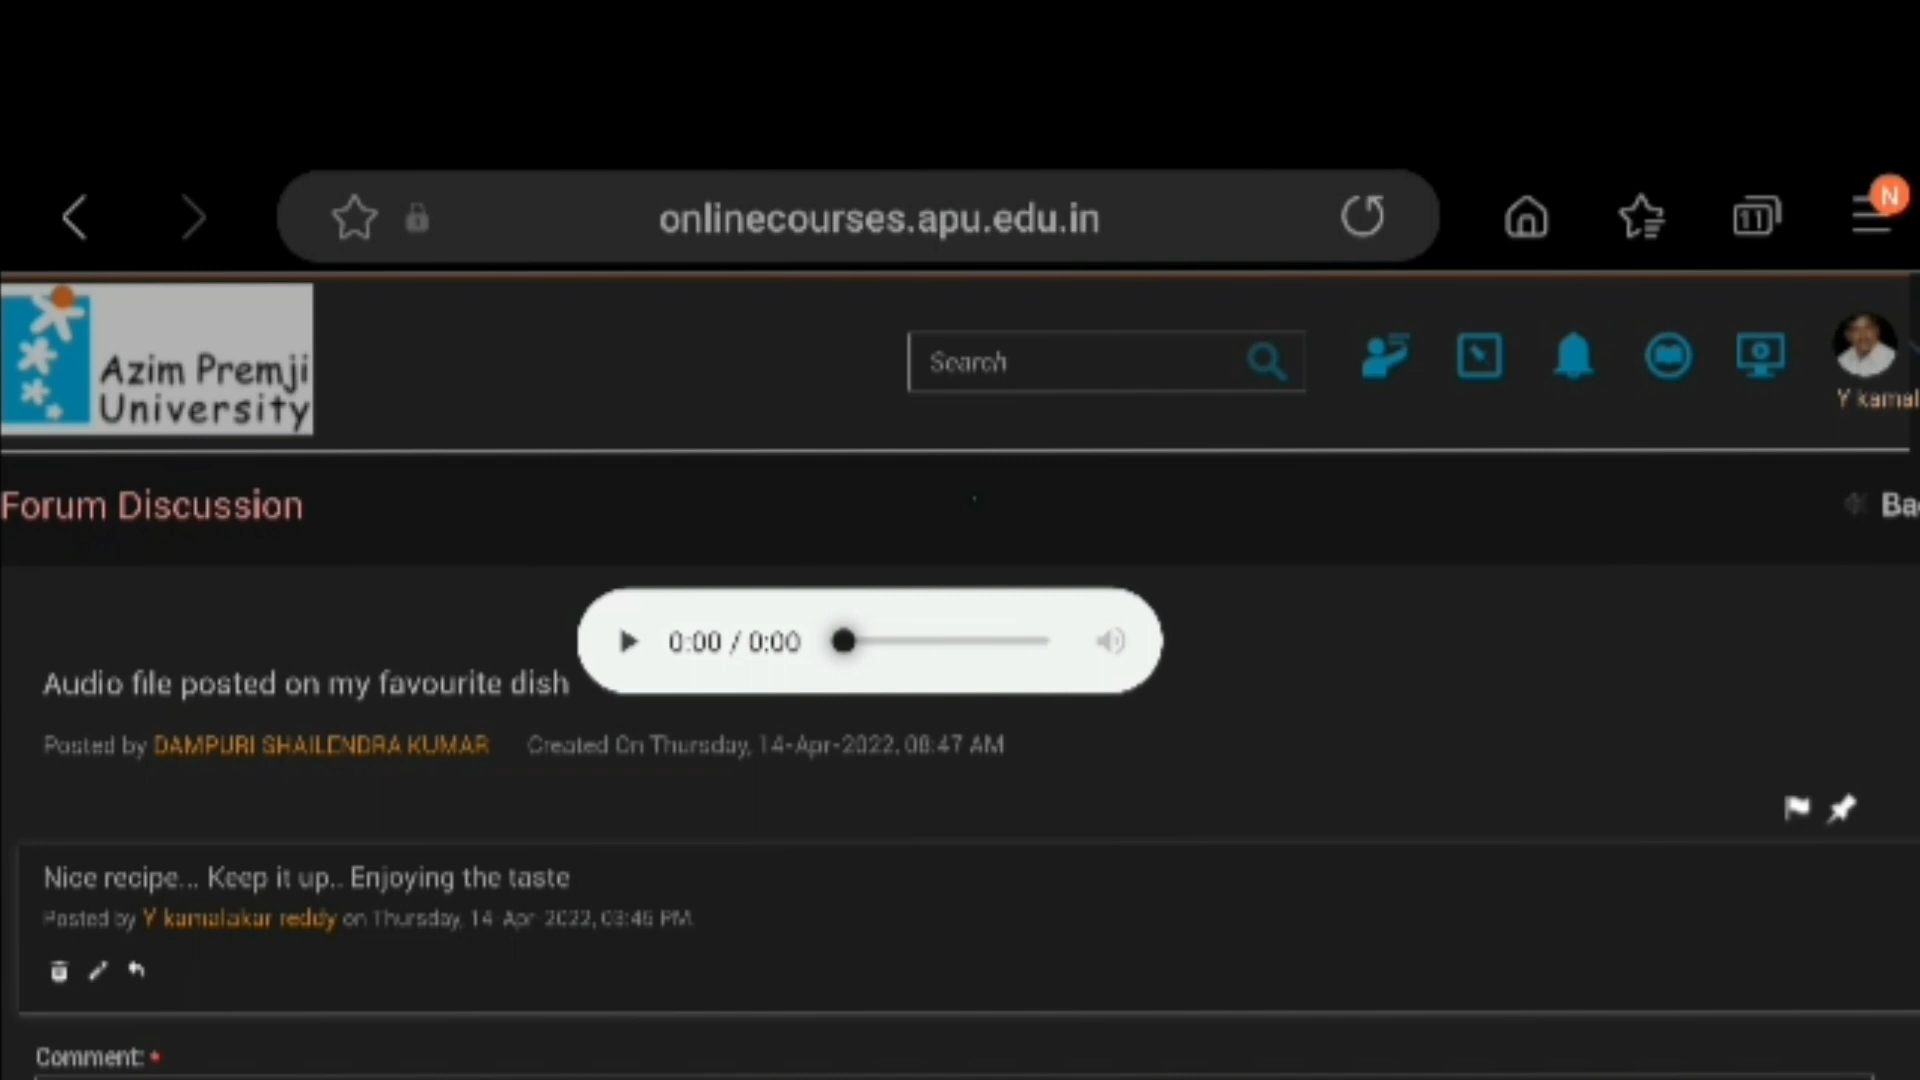 onlinecourses.apu.edu.in
11
N
Azim Premji
University
Search
Y kamal
Forum Discussion
Ba
0:00 / 0:00
Audio file posted on my favourite dish
Posted by DAMPURI SHAILENDRA KUMAR Created On Thursday, 14-Apr-2022, 08:47 AM
Nice recipe... Keep it up.. Enjoying the taste
Posted by Y kamalakar reddy on Thursday, 14-Apr-2022, 03:46 PM
Comment: *